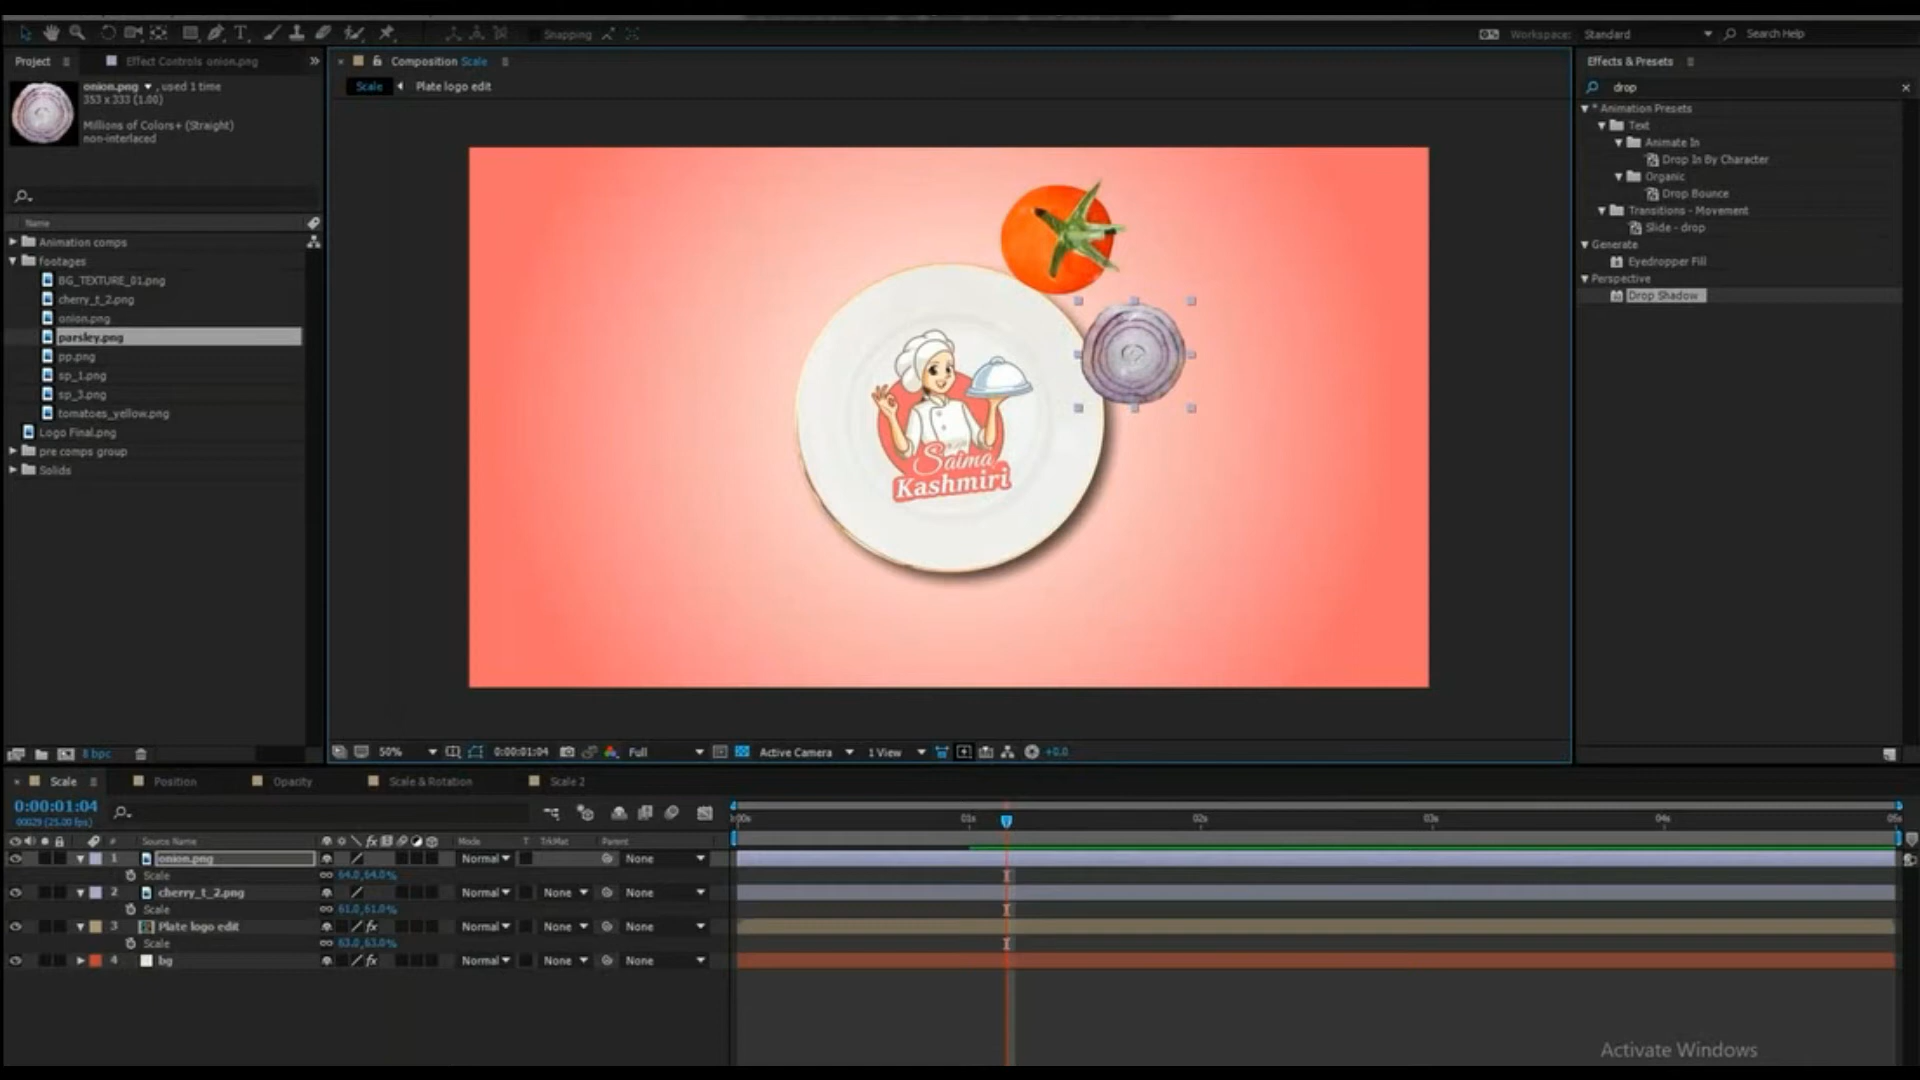 Snapping
Workspace: Standard
Search Help
Project
Effect Controls onion.png
Composition Scale
Effects & Presets
onion.png , used 1 time
353 x 333 (1.00)
Millions of Colors+ (Straight)
non-interlaced
Scale
Plate logo edit
drop
* Animation Presets
Text
Animate In
Drop In By Character
Organic
Drop Bounce
Transitions - Movement
Slide - drop
Generate
Eyedropper Fill
Perspective
Drop Shadow
Name
Animation comps
footages
BG_TEXTURE_01.png
cherry_t_2.png
onion.png
parsley.png
pp.png
sp_1.png
sp_3.png
tomatoes_yellow.png
Logo Final.png
pre comps group
Solids
Saima
Kashmiri
8 bpc
50%
0:00:01:04
Full
Active Camera
1 View
+0.0
Scale
Position
Opacity
Scale & Rotation
Scale 2
0:00:01:04
00029 (25.00 fps)
:00s 01s 02s 03s 04s 05s
# Source Name Mode T TrkMat Parent
1 onion.png Normal None
Scale 64.0,64.0%
2 cherry_t_2.png Normal None None
Scale 61.0,61.0%
3 Plate logo edit Normal None None
Scale 63.0,63.0%
4 bg Normal None None
Activate Windows